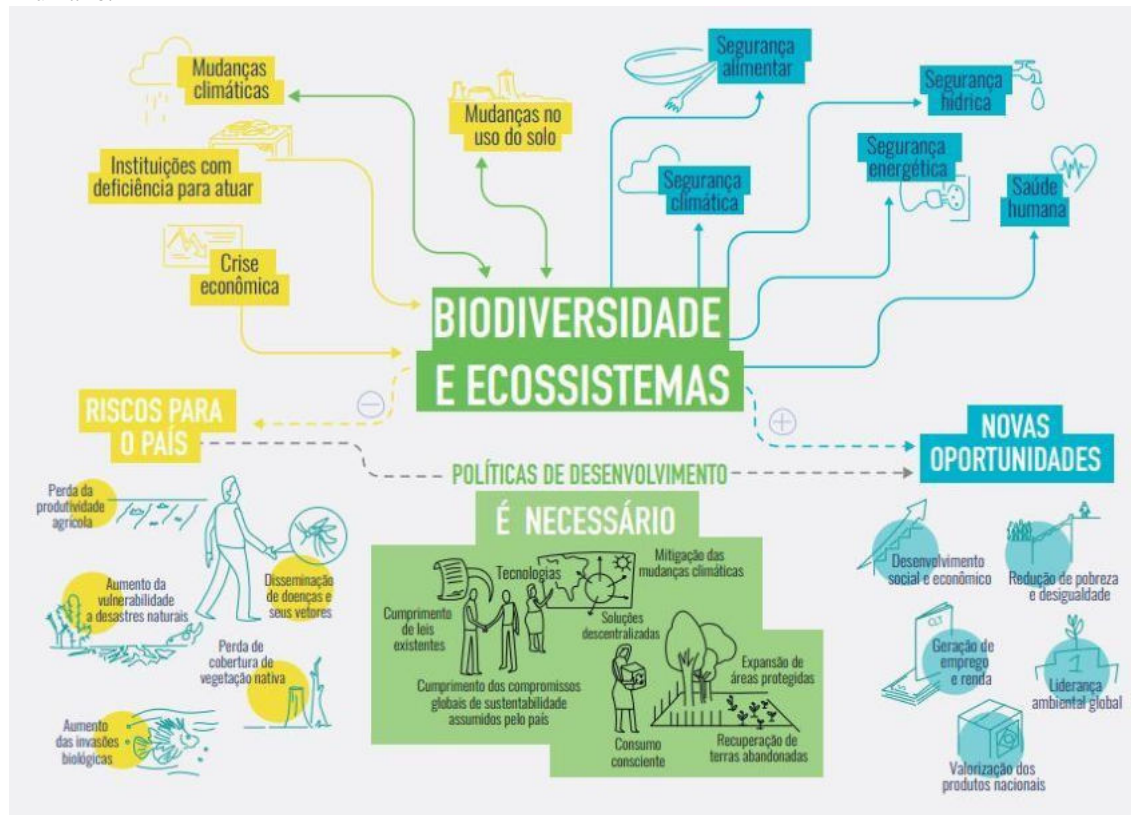 Mudanças
climáticas
Instituições com
deficiência para atuar
Crise
econômica
Mudanças no
uso do solo
Segurança
alimentar
Segurança
climática
Segurança
hídrica
Segurança
energética
Saúde
humana
BIODIVERSIDADE
E ECOSSISTEMAS
RISCOS PARA
O PAÍS
Perda da
produtividade
agrícola
Disseminação
de doenças e
seus vetores
Aumento da
vulnerabilidade
a desastres naturais
Perda de
cobertura de
vegetação nativa
Aumento
das invasões
biológicas
POLÍTICAS DE DESENVOLVIMENTO
É NECESSÁRIO
Cumprimento
de leis
existentes
Tecnologias
Mitigação das
mudanças climáticas
Soluções
descentralizadas
Cumprimento dos compromissos
globais de sustentabilidade
assumidos pelo país
Consumo
consciente
Expansão de
áreas protegidas
Recuperação de
terras abandonadas
NOVAS
OPORTUNIDADES
Desenvolvimento
social e econômico
Redução de pobreza
e desigualdade
CLT
Geração de
emprego
e renda
1
Liderança
ambiental global
Valorização dos
produtos nacionais